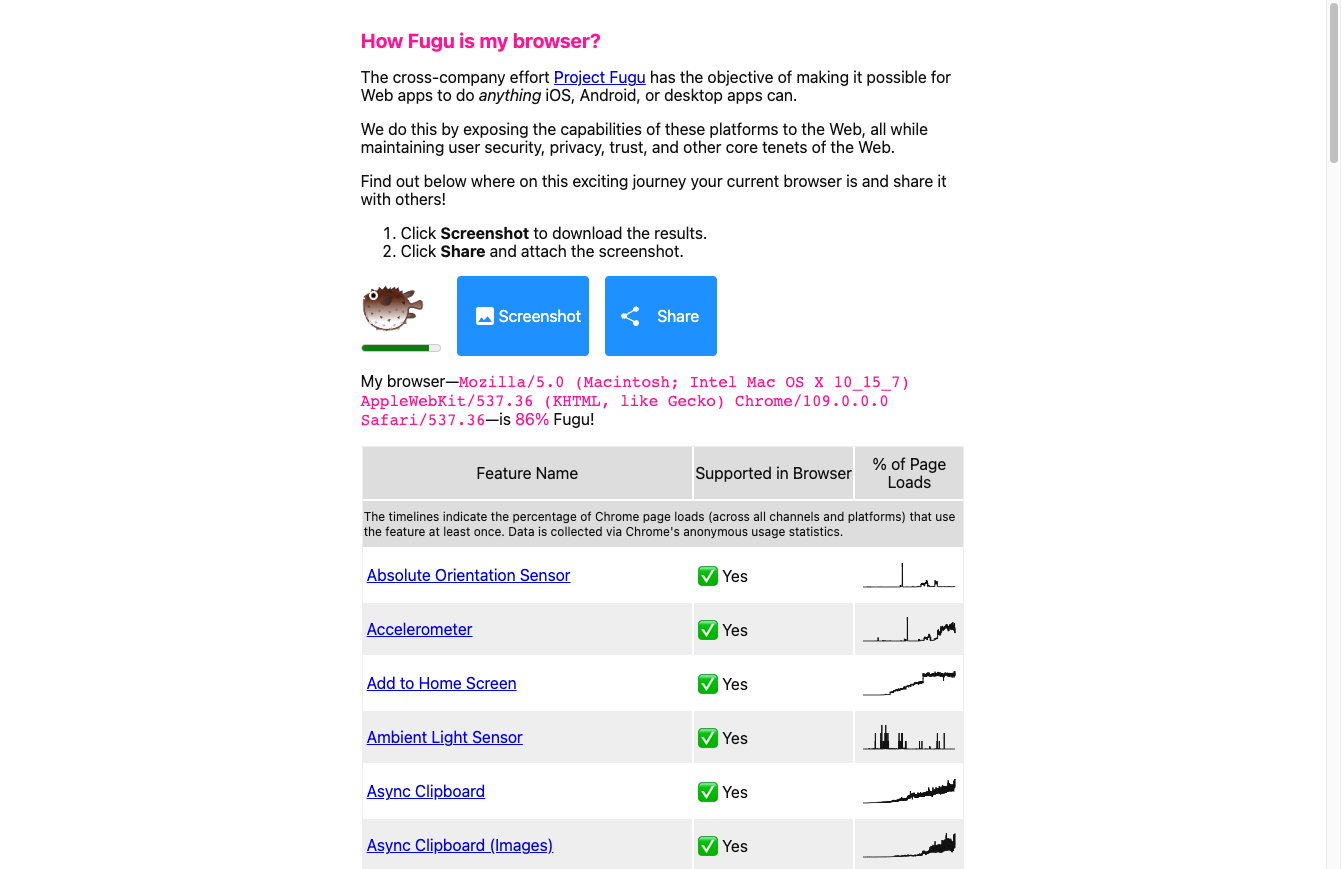 How Fugu is my browser?
The cross-company effort Project Fugu has the objective of making it possible for
Web apps to do anything iOS, Android, or desktop apps can.
We do this by exposing the capabilities of these platforms to the Web, all while
maintaining user security, privacy, trust, and other core tenets of the Web.
Find out below where on this exciting journey your current browser is and share it
with others!
1. Click Screenshot to download the results.
2. Click Share and attach the screenshot.
Screenshot Share
My browser—Mozilla/5.0 (Macintosh; Intel Mac OS X 10_15_7)
AppleWebKit/537.36 (KHTML, like Gecko) Chrome/109.0.0.0
Safari/537.36—is 86% Fugu!
Feature Name Supported in Browser % of Page
Loads
The timelines indicate the percentage of Chrome page loads (across all channels and platforms) that use
the feature at least once. Data is collected via Chrome's anonymous usage statistics.
Absolute Orientation Sensor ✅ Yes
Accelerometer ✅ Yes
Add to Home Screen ✅ Yes
Ambient Light Sensor ✅ Yes
Async Clipboard ✅ Yes
Async Clipboard (Images) ✅ Yes